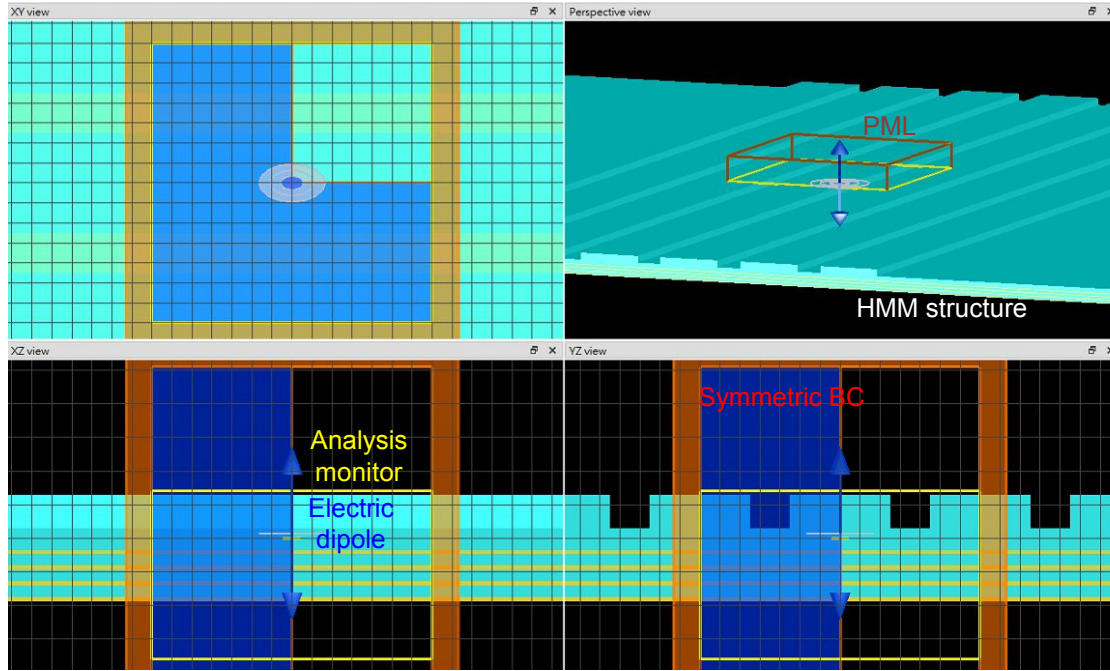 XY view
Perspective view
PML
HMM structure
XZ view
YZ view
Analysis
monitor
Electric
dipole
Symmetric BC